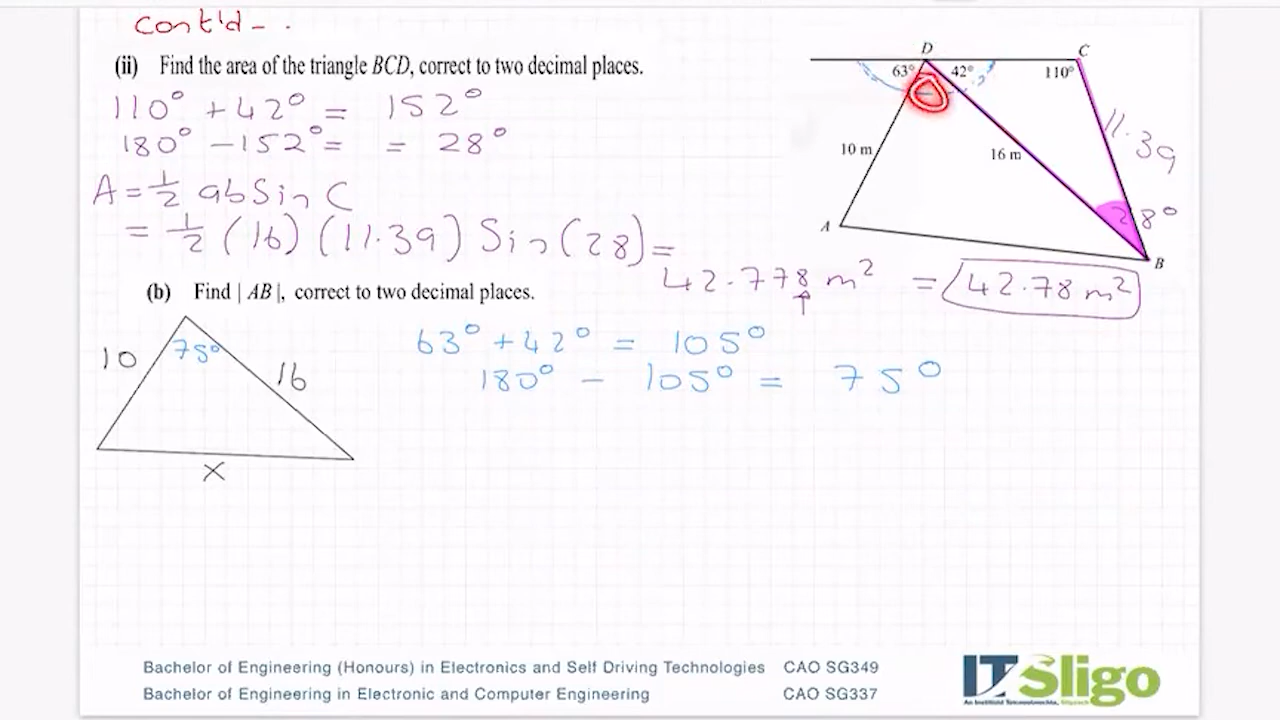 cont'd - .
(ii) Find the area of the triangle BCD, correct to two decimal places.
110° + 42° = 152°
180° - 152° = = 28°
A = 1/2 ab Sin C
= 1/2 (16) (11.39) Sin (28) =
42.778 m² = 42.78 m²
D
C
63°
42°
110°
10 m
16 m
11.39
28°
A
B
(b) Find | AB |, correct to two decimal places.
10
75°
16
x
63° + 42° = 105°
180° - 105° = 75°
Bachelor of Engineering (Honours) in Electronics and Self Driving Technologies CAO SG349
Bachelor of Engineering in Electronic and Computer Engineering CAO SG337
IT Sligo